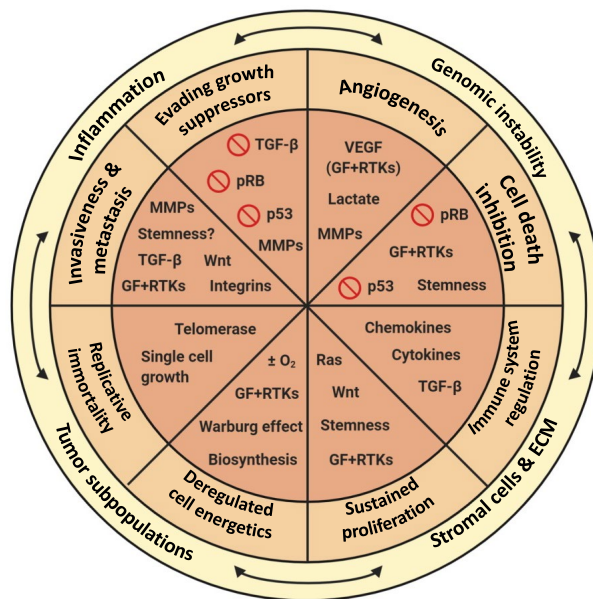 Inflammation
Genomic instability
Stromal cells & ECM
Tumor subpopulations
Evading growth
suppressors
TGF-β
pRB
p53
MMPs
Angiogenesis
VEGF
(GF+RTKs)
Lactate
MMPs
Cell death
inhibition
pRB
GF+RTKs
p53
Stemness
Immune system
regulation
Chemokines
Cytokines
TGF-β
Sustained
proliferation
Ras
Wnt
Stemness
GF+RTKs
Deregulated
cell energetics
± O₂
GF+RTKs
Warburg effect
Biosynthesis
Replicative
immortality
Telomerase
Single cell
growth
Invasiveness &
metastasis
MMPs
Stemness?
TGF-β Wnt
GF+RTKs Integrins